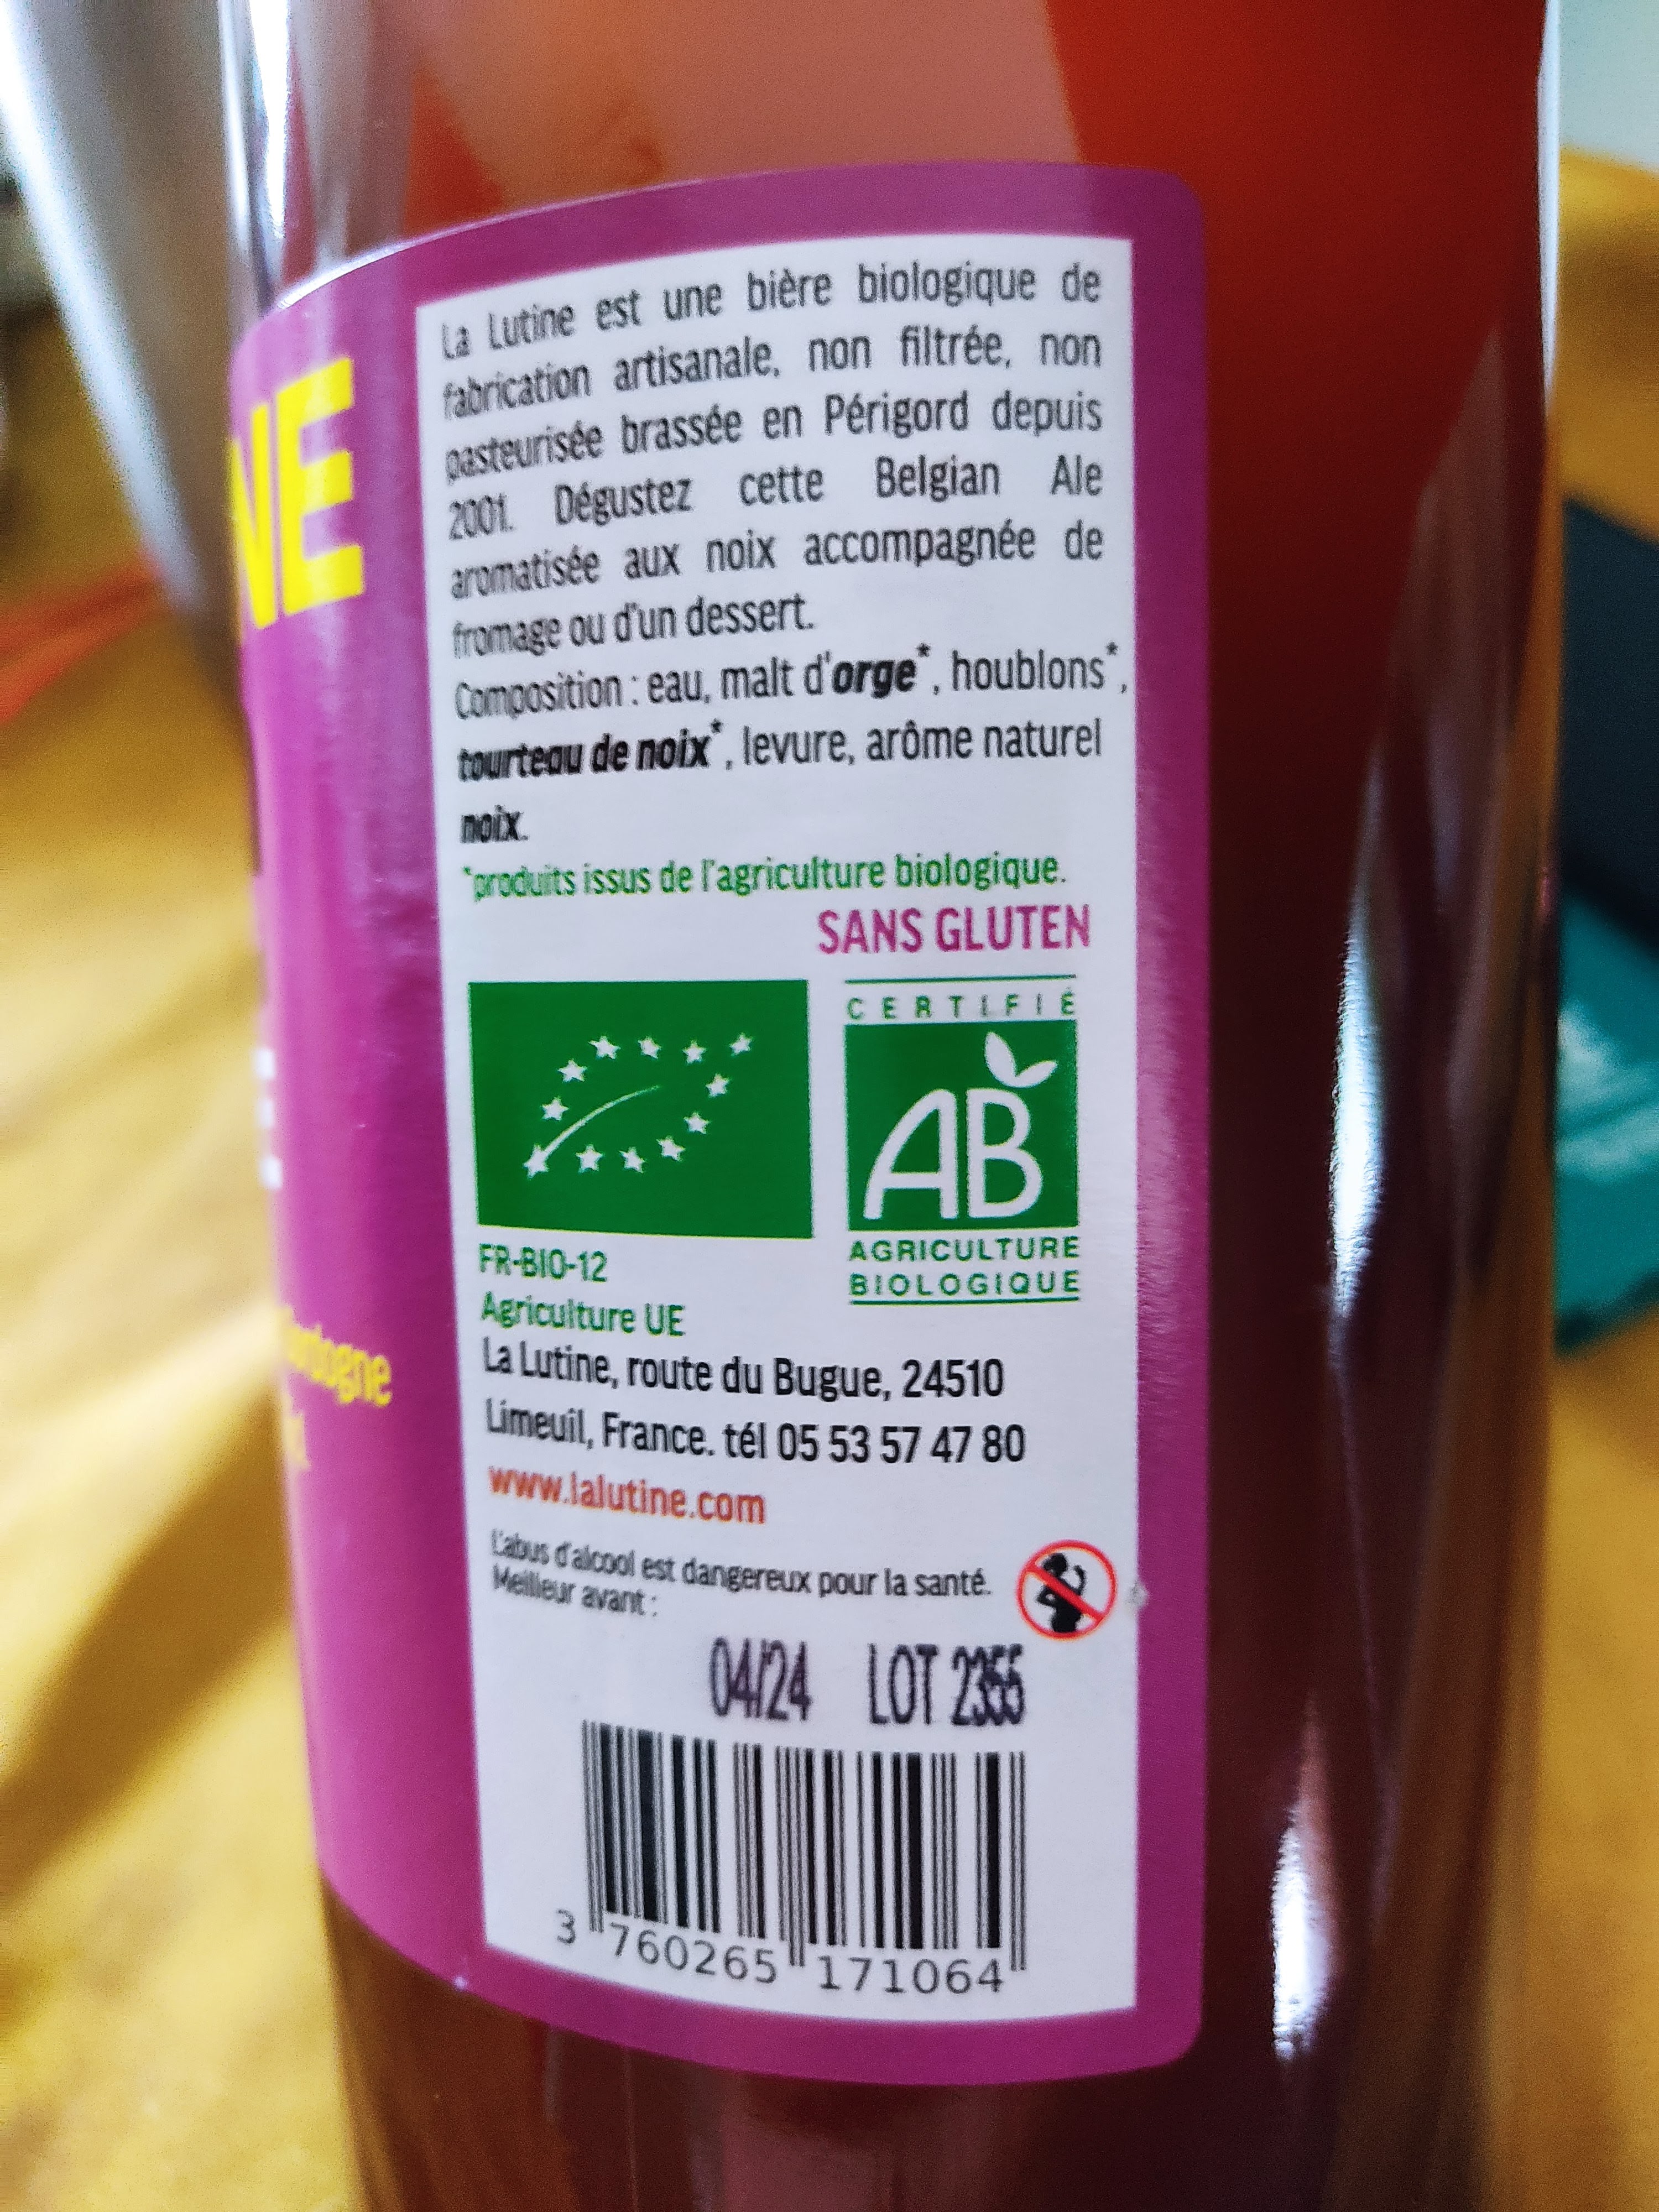 NE
La Lutine est une bière biologique de
fabrication artisanale, non filtrée, non
pasteurisée brassée en Périgord depuis
2001. Dégustez cette Belgian Ale
aromatisée aux noix accompagnée de
fromage ou d'un dessert.
Composition : eau, malt d'orge*, houblons*,
tourteau de noix*, levure, arôme naturel
noix.
*produits issus de l'agriculture biologique.
SANS GLUTEN
CERTIFIÉ
AB
AGRICULTURE
BIOLOGIQUE
FR-BIO-12
Agriculture UE
La Lutine, route du Bugue, 24510
Limeuil, France. tél 05 53 57 47 80
www.lalutine.com
L'abus d'alcool est dangereux pour la santé.
Meilleur avant :
04/24 LOT 2355
3 760265 171064